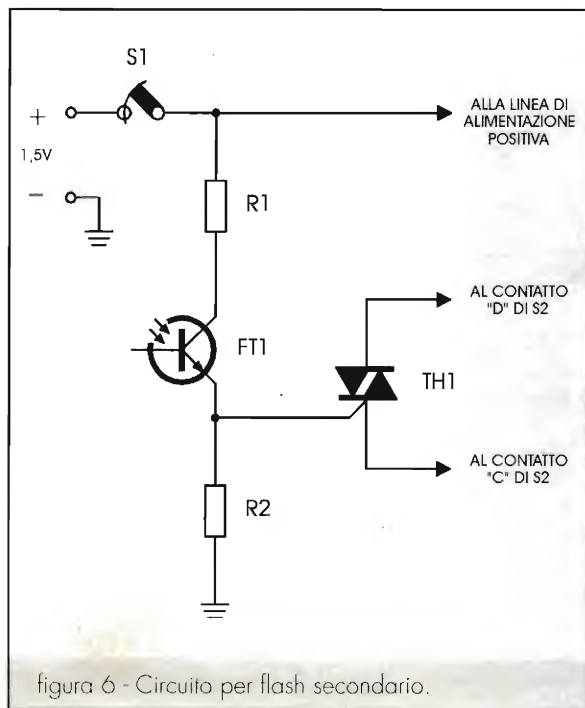 S1
+
1,5V
−
ALLA LINEA DI
ALIMENTAZIONE
POSITIVA
R1
FT1
AL CONTATTO
"D" DI S2
TH1
AL CONTATTO
"C" DI S2
R2
figura 6 - Circuito per flash secondario.